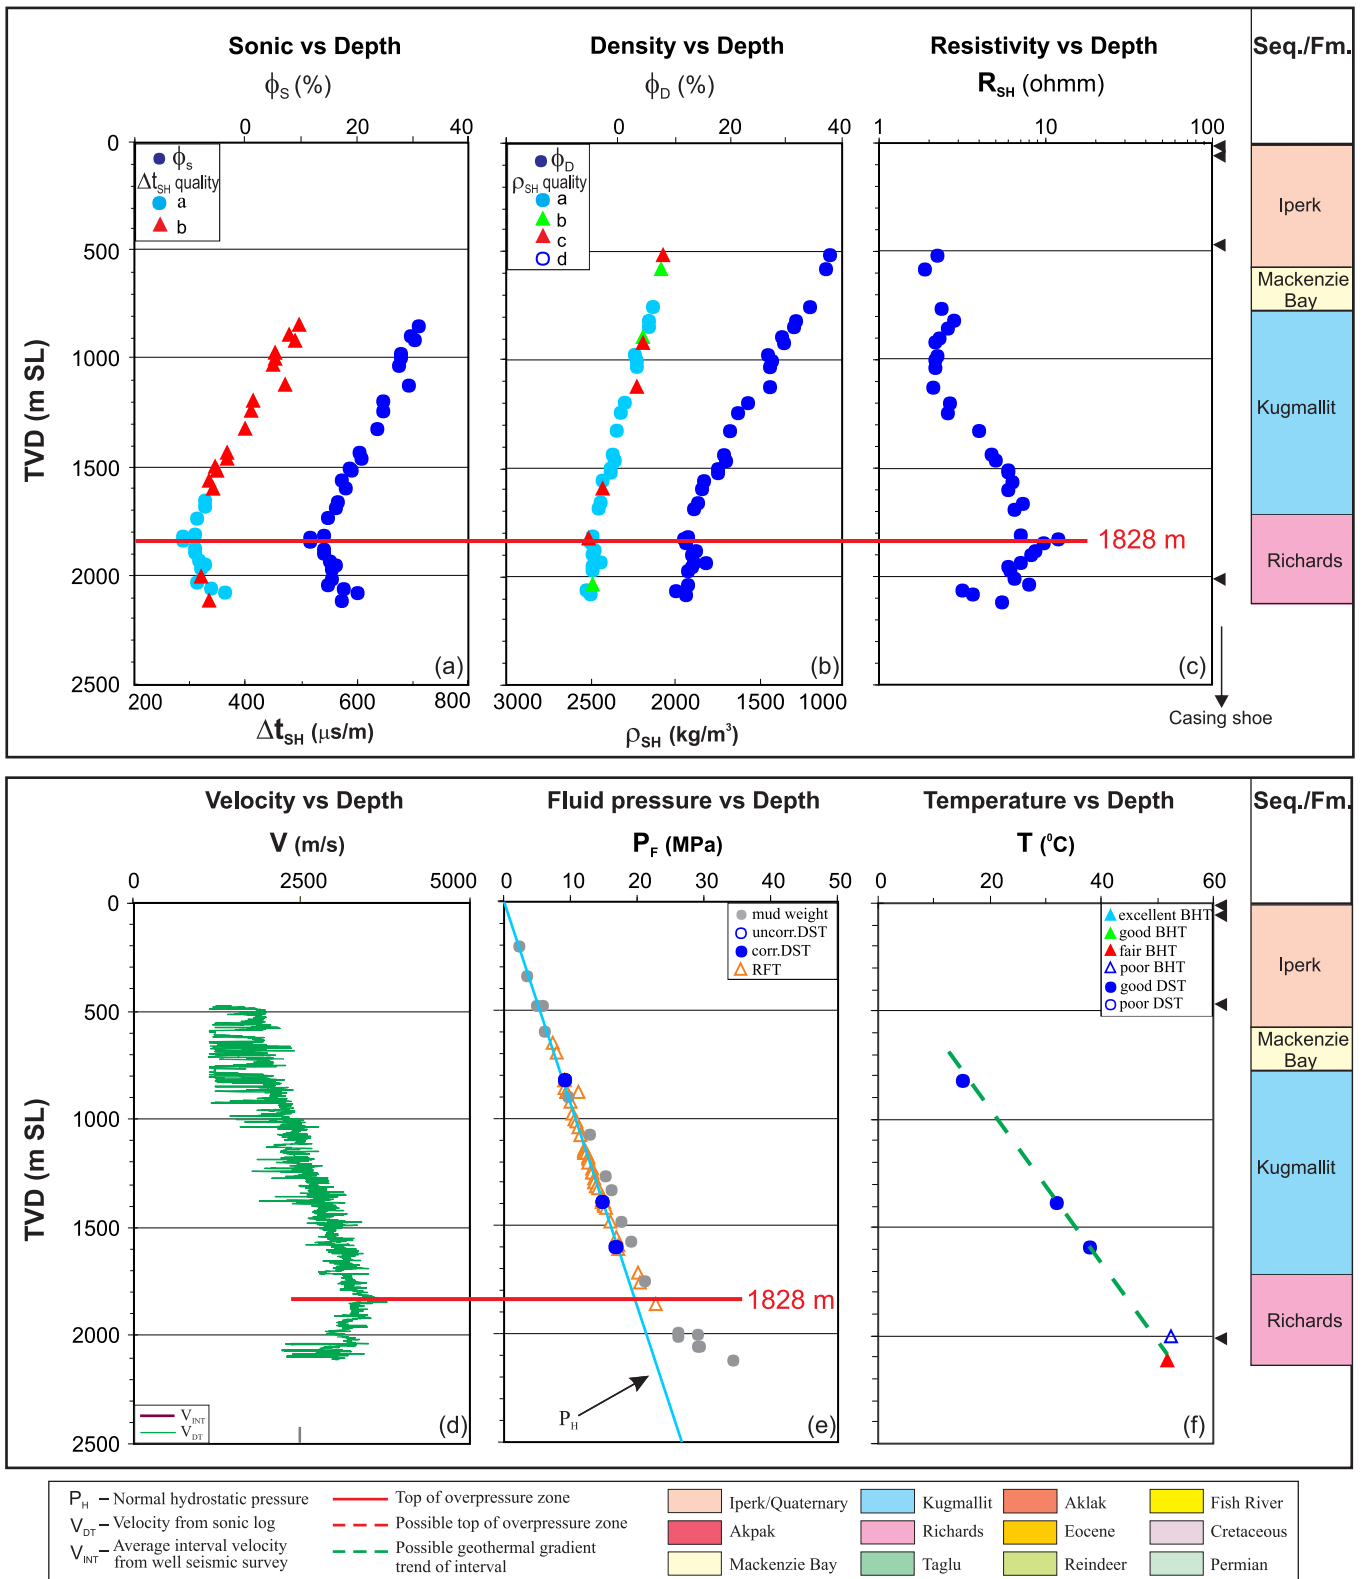 Sonic vs Depth
Density vs Depth
Resistivity vs Depth
Seq./Fm.
ϕS (%)
ϕD (%)
RSH (ohmm)
0 20 40
0 20 40
1 10 100
0
500
1000
1500
2000
2500
TVD (m SL)
ϕs
ΔtSH quality
a
b
ϕD
ρSH quality
a
b
c
d
1828 m
(a)
(b)
(c)
200 400 600 800
3000 2500 2000 1500 1000
ΔtSH (μs/m)
ρSH (kg/m³)
Casing shoe
Iperk
Mackenzie
Bay
Kugmallit
Richards
Velocity vs Depth
Fluid pressure vs Depth
Temperature vs Depth
Seq./Fm.
V (m/s)
PF (MPa)
T (⁰C)
0 2500 5000
0 10 20 30 40 50
0 20 40 60
0
500
1000
1500
2000
2500
TVD (m SL)
mud weight
uncorr.DST
corr.DST
RFT
excellent BHT
good BHT
fair BHT
poor BHT
good DST
poor DST
1828 m
PH
VINT
VDT
(d)
(e)
(f)
Iperk
Mackenzie
Bay
Kugmallit
Richards
PH – Normal hydrostatic pressure
VDT – Velocity from sonic log
VINT – Average interval velocity
from well seismic survey
Top of overpressure zone
Possible top of overpressure zone
Possible geothermal gradient
trend of interval
Iperk/Quaternary
Kugmallit
Aklak
Fish River
Akpak
Richards
Eocene
Cretaceous
Mackenzie Bay
Taglu
Reindeer
Permian